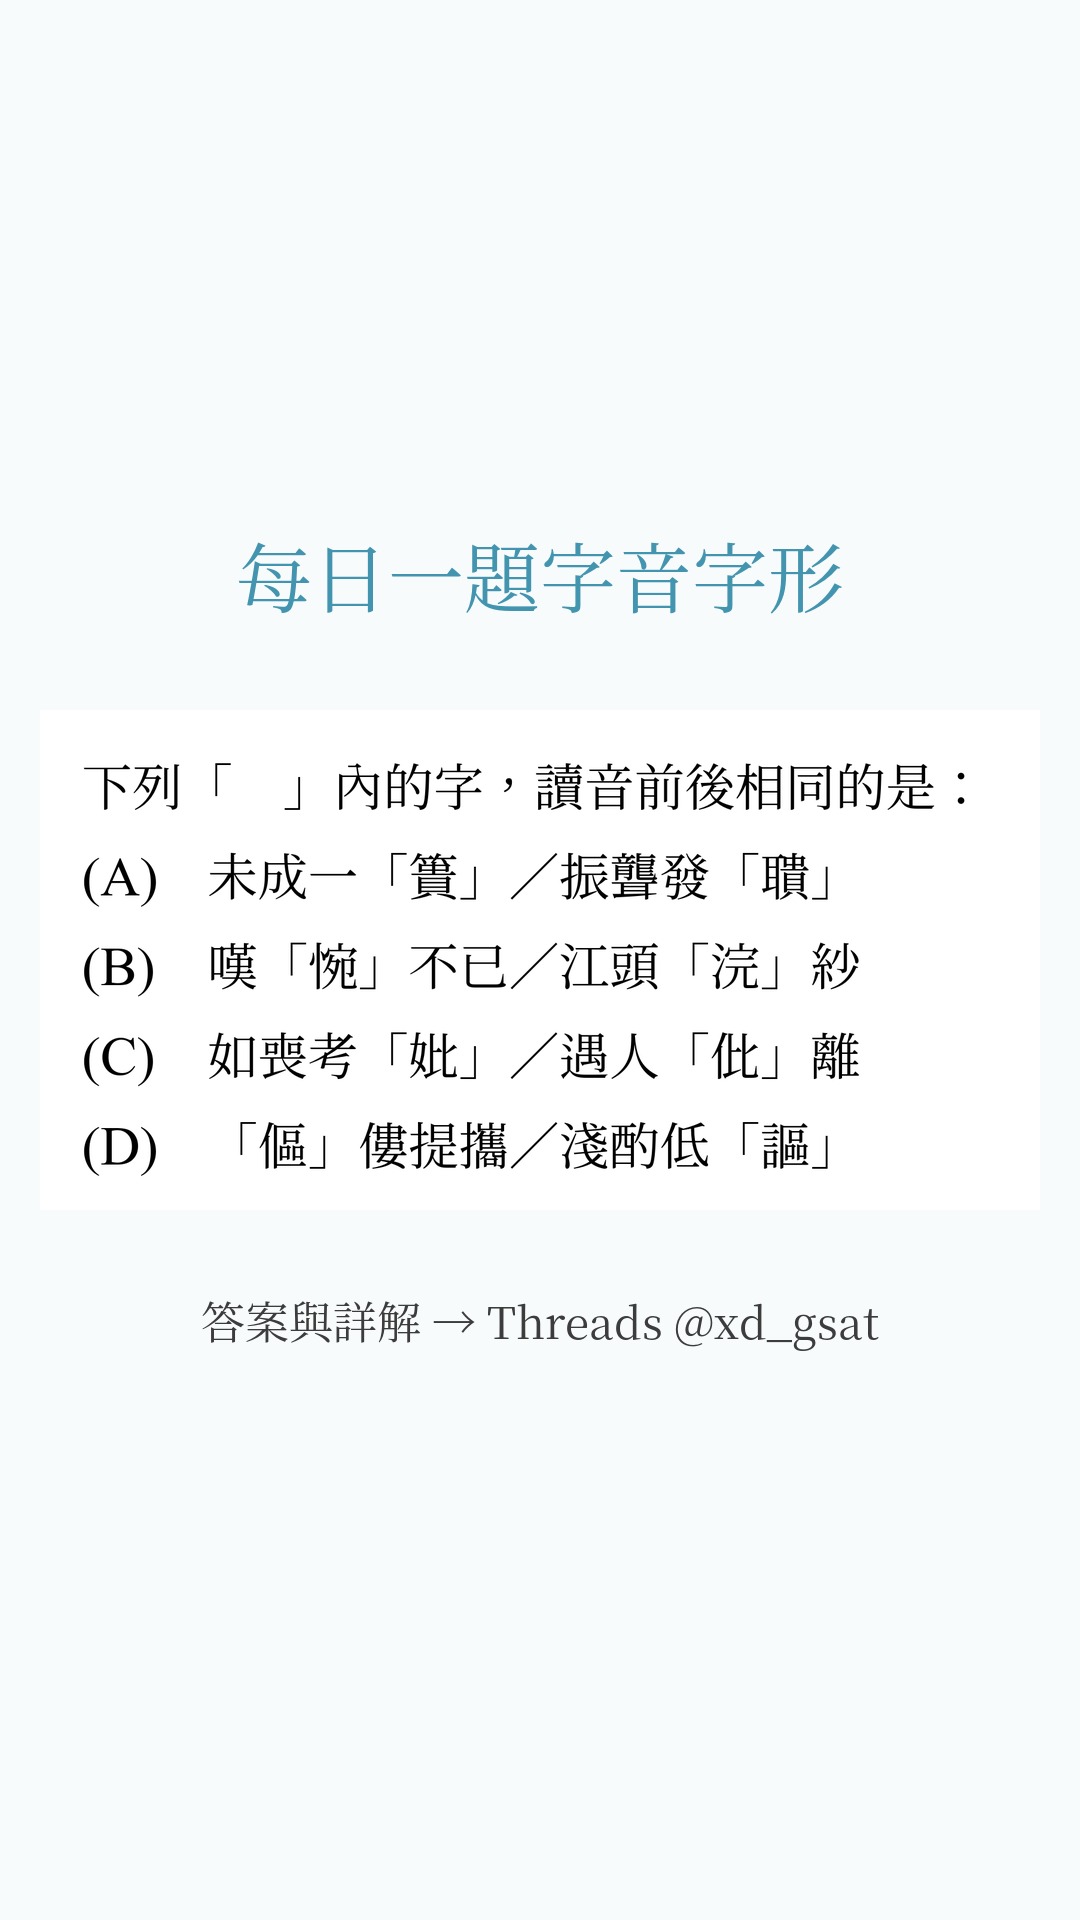 每日一題字音字形
下列「　」內的字，讀音前後相同的是：
(A)　未成一「簣」／振聾發「聵」
(B)　嘆「惋」不已／江頭「浣」紗
(C)　如喪考「妣」／遇人「仳」離
(D)　「傴」僂提攜／淺酌低「謳」
答案與詳解 → Threads @xd_gsat